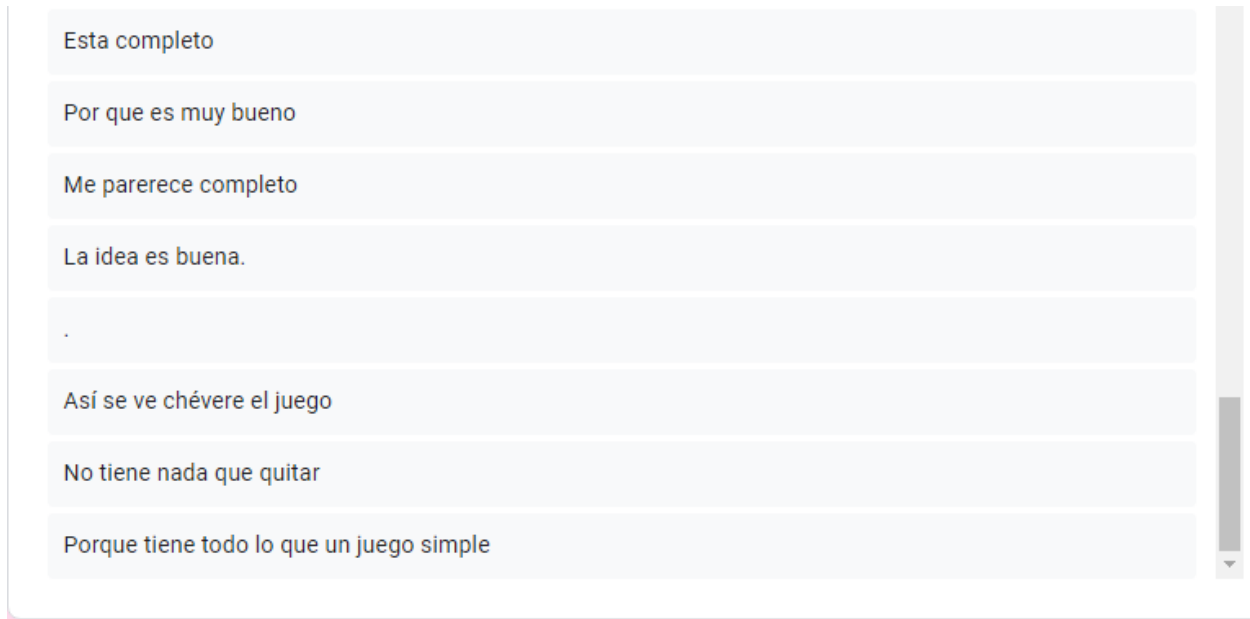 Esta completo
Por que es muy bueno
Me parerece completo
La idea es buena.
.
Así se ve chévere el juego
No tiene nada que quitar
Porque tiene todo lo que un juego simple